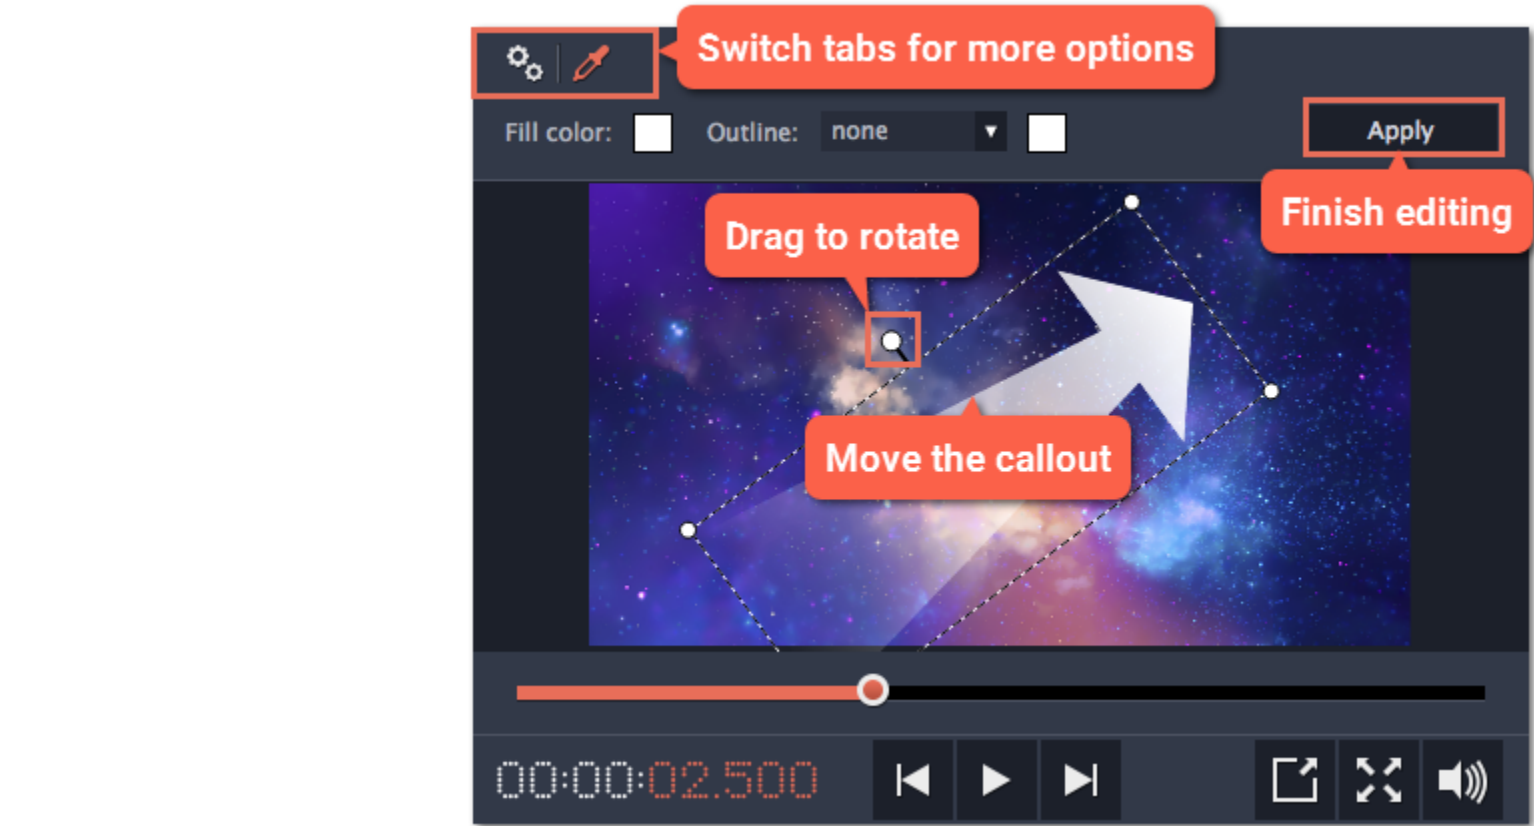 Switch tabs for more options
Fill color: Outline: none Apply
Finish editing
Drag to rotate
Move the callout
00:00:02.500